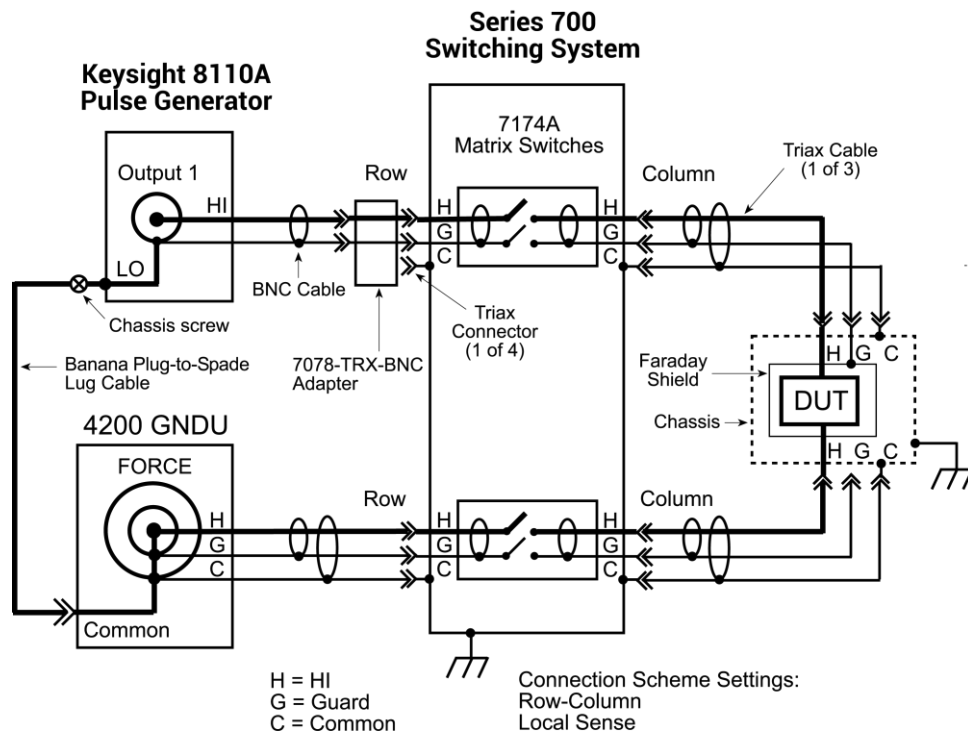 Series 700
Switching System
Keysight 8110A
Pulse Generator
7174A
Matrix Switches
Triax Cable
(1 of 3)
Output 1
Row
Column
HI
H
G
C
H
G
C
LO
BNC Cable
Chassis screw
Triax
Connector
(1 of 4)
Banana Plug-to-Spade
Lug Cable
7078-TRX-BNC
Adapter
Faraday
Shield
H G C
DUT
Chassis
H G C
4200 GNDU
FORCE
Row
Column
H
G
C
H
G
C
H
G
C
Common
H = HI
G = Guard
C = Common
Connection Scheme Settings:
Row-Column
Local Sense